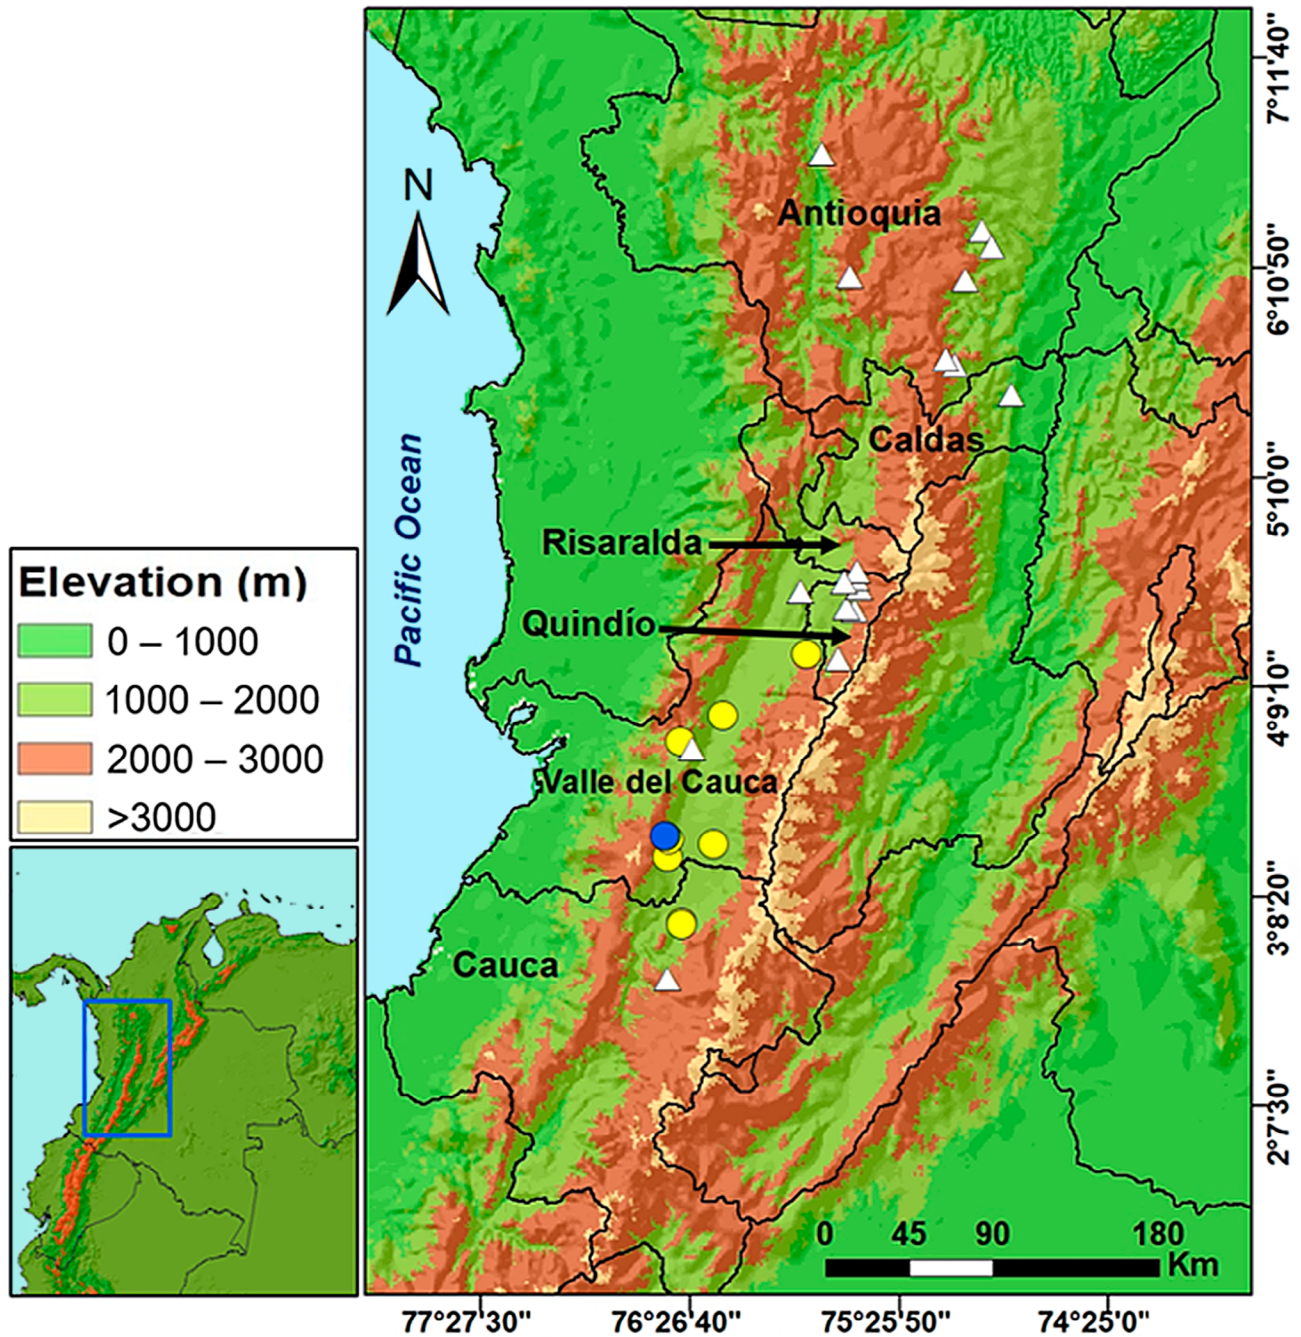 N
Antioquia
Caldas
Pacific Ocean
Risaralda
Quindío
Valle del Cauca
Cauca
Elevation (m)
0 – 1000
1000 – 2000
2000 – 3000
>3000
0 45 90 180
Km
7°11'40"
6°10'50"
5°10'0"
4°9'10"
3°8'20"
2°7'30"
77°27'30" 76°26'40" 75°25'50" 74°25'0"